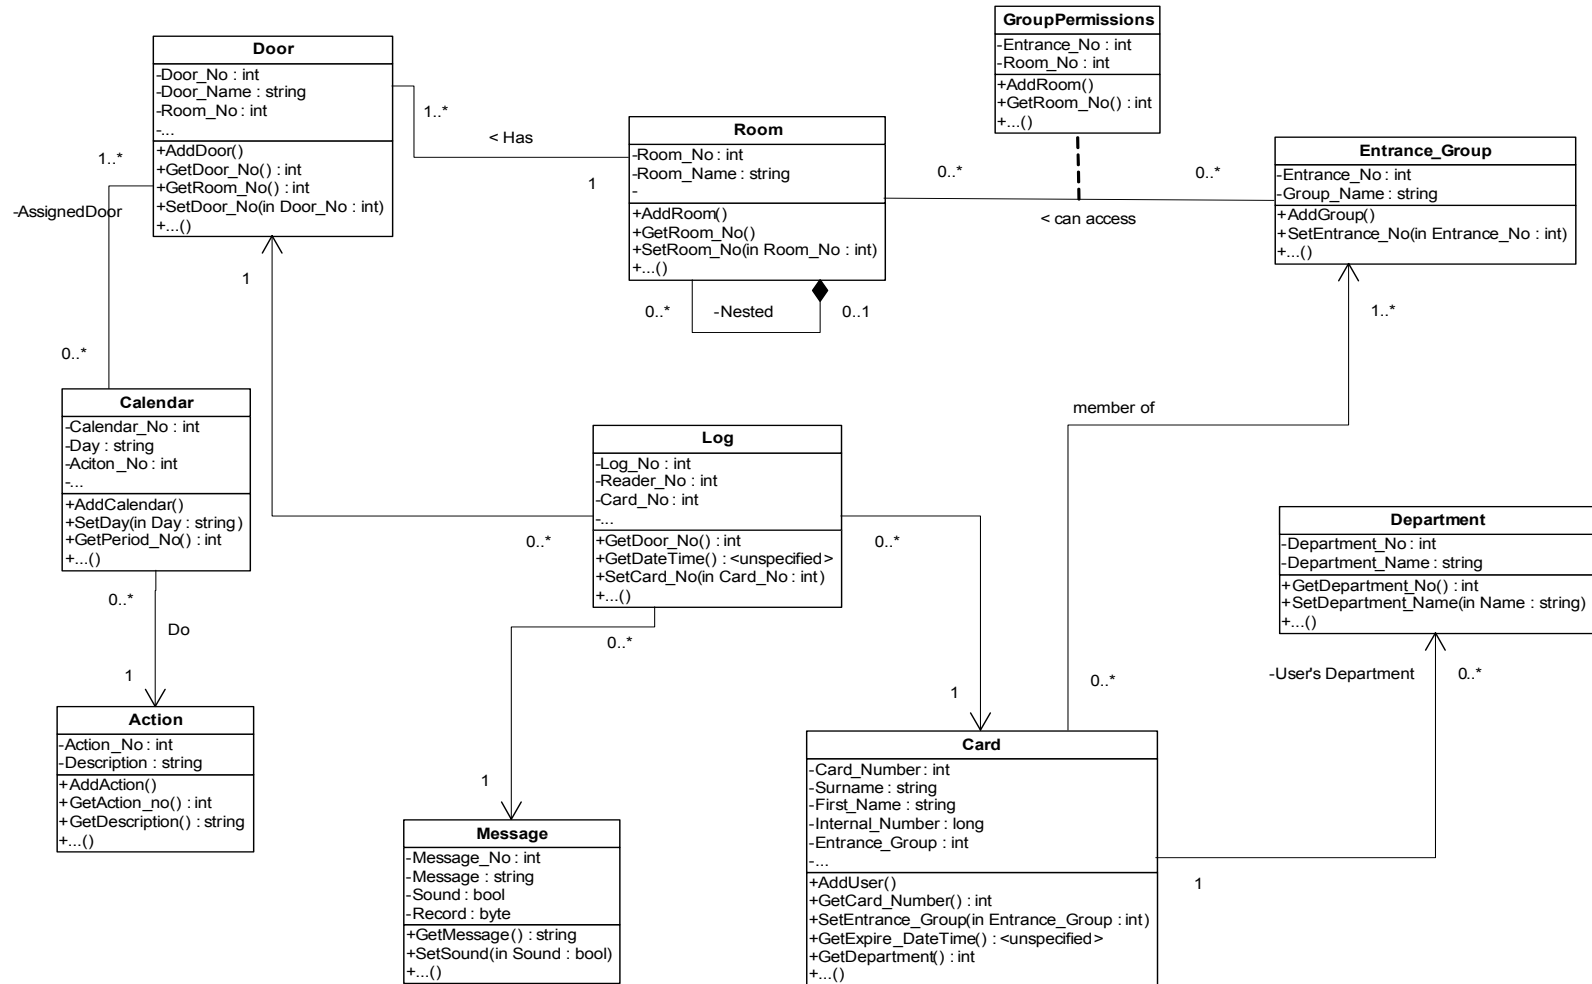 GroupPermissions
-Entrance_No : int
-Room_No : int
+AddRoom()
+GetRoom_No() : int
+...()
Door
-Door_No : int
-Door_Name : string
-Room_No : int
-...
+AddDoor()
+GetDoor_No() : int
+GetRoom_No() : int
+SetDoor_No(in Door_No : int)
+...()
1..*
< Has
1
Room
-Room_No : int
-Room_Name : string
-
+AddRoom()
+GetRoom_No()
+SetRoom_No(in Room_No : int)
+...()
0..*
0..*
< can access
Entrance_Group
-Entrance_No : int
-Group_Name : string
+AddGroup()
+SetEntrance_No(in Entrance_No : int)
+...()
1..*
-AssignedDoor
1
0..*
-Nested
0..1
1..*
0..*
Calendar
-Calendar_No : int
-Day : string
-Aciton_No : int
-...
+AddCalendar()
+SetDay(in Day : string)
+GetPeriod_No() : int
+...()
member of
Log
-Log_No : int
-Reader_No : int
-Card_No : int
-...
+GetDoor_No() : int
+GetDateTime() : <unspecified>
+SetCard_No(in Card_No : int)
+...()
0..*
0..*
Department
-Department_No : int
-Department_Name : string
+GetDepartment_No() : int
+SetDepartment_Name(in Name : string)
+...()
0..*
Do
1
0..*
1
0..*
-User's Department
0..*
Action
-Action_No : int
-Description : string
+AddAction()
+GetAction_no() : int
+GetDescription() : string
+...()
1
Message
-Message_No : int
-Message : string
-Sound : bool
-Record : byte
+GetMessage() : string
+SetSound(in Sound : bool)
+...()
Card
-Card_Number : int
-Surname : string
-First_Name : string
-Internal_Number : long
-Entrance_Group : int
-...
+AddUser()
+GetCard_Number() : int
+SetEntrance_Group(in Entrance_Group : int)
+GetExpire_DateTime() : <unspecified>
+GetDepartment() : int
+...()
1